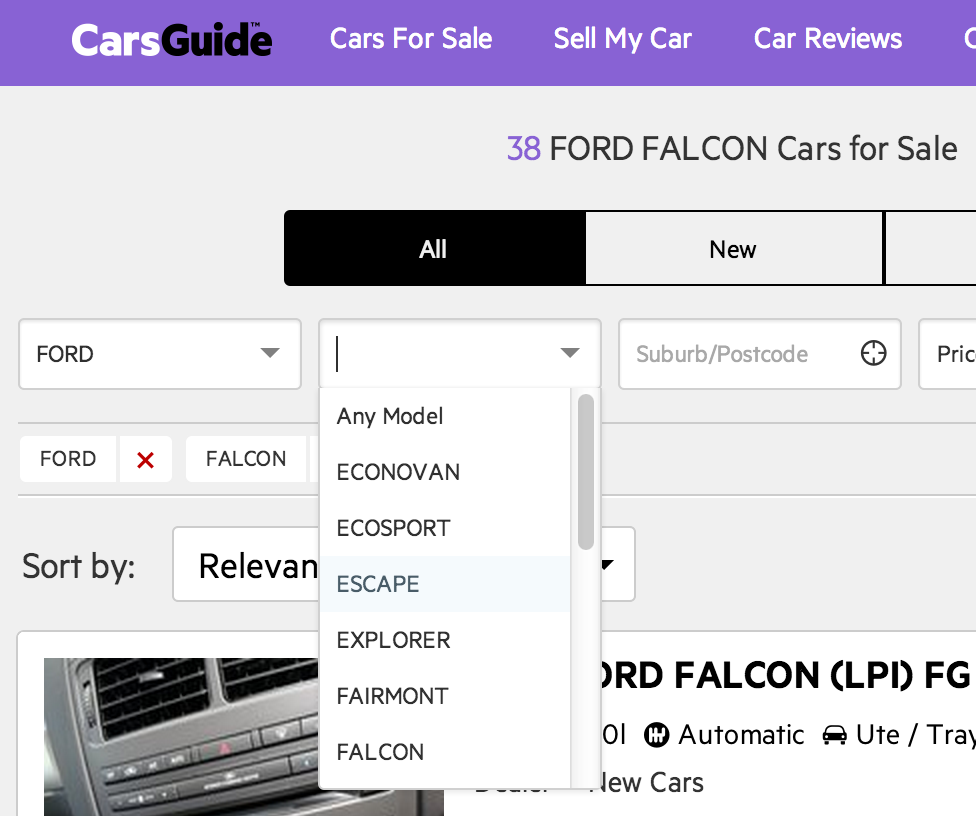 CarsGuide™ Cars For Sale Sell My Car Car Reviews
38 FORD FALCON Cars for Sale
All New
FORD Suburb/Postcode Pric
Any Model
FORD FALCON
ECONOVAN
ECOSPORT
Sort by: Relevan
ESCAPE
EXPLORER
FAIRMONT
FALCON
ORD FALCON (LPI) FG
0l Automatic Ute / Tray
New Cars